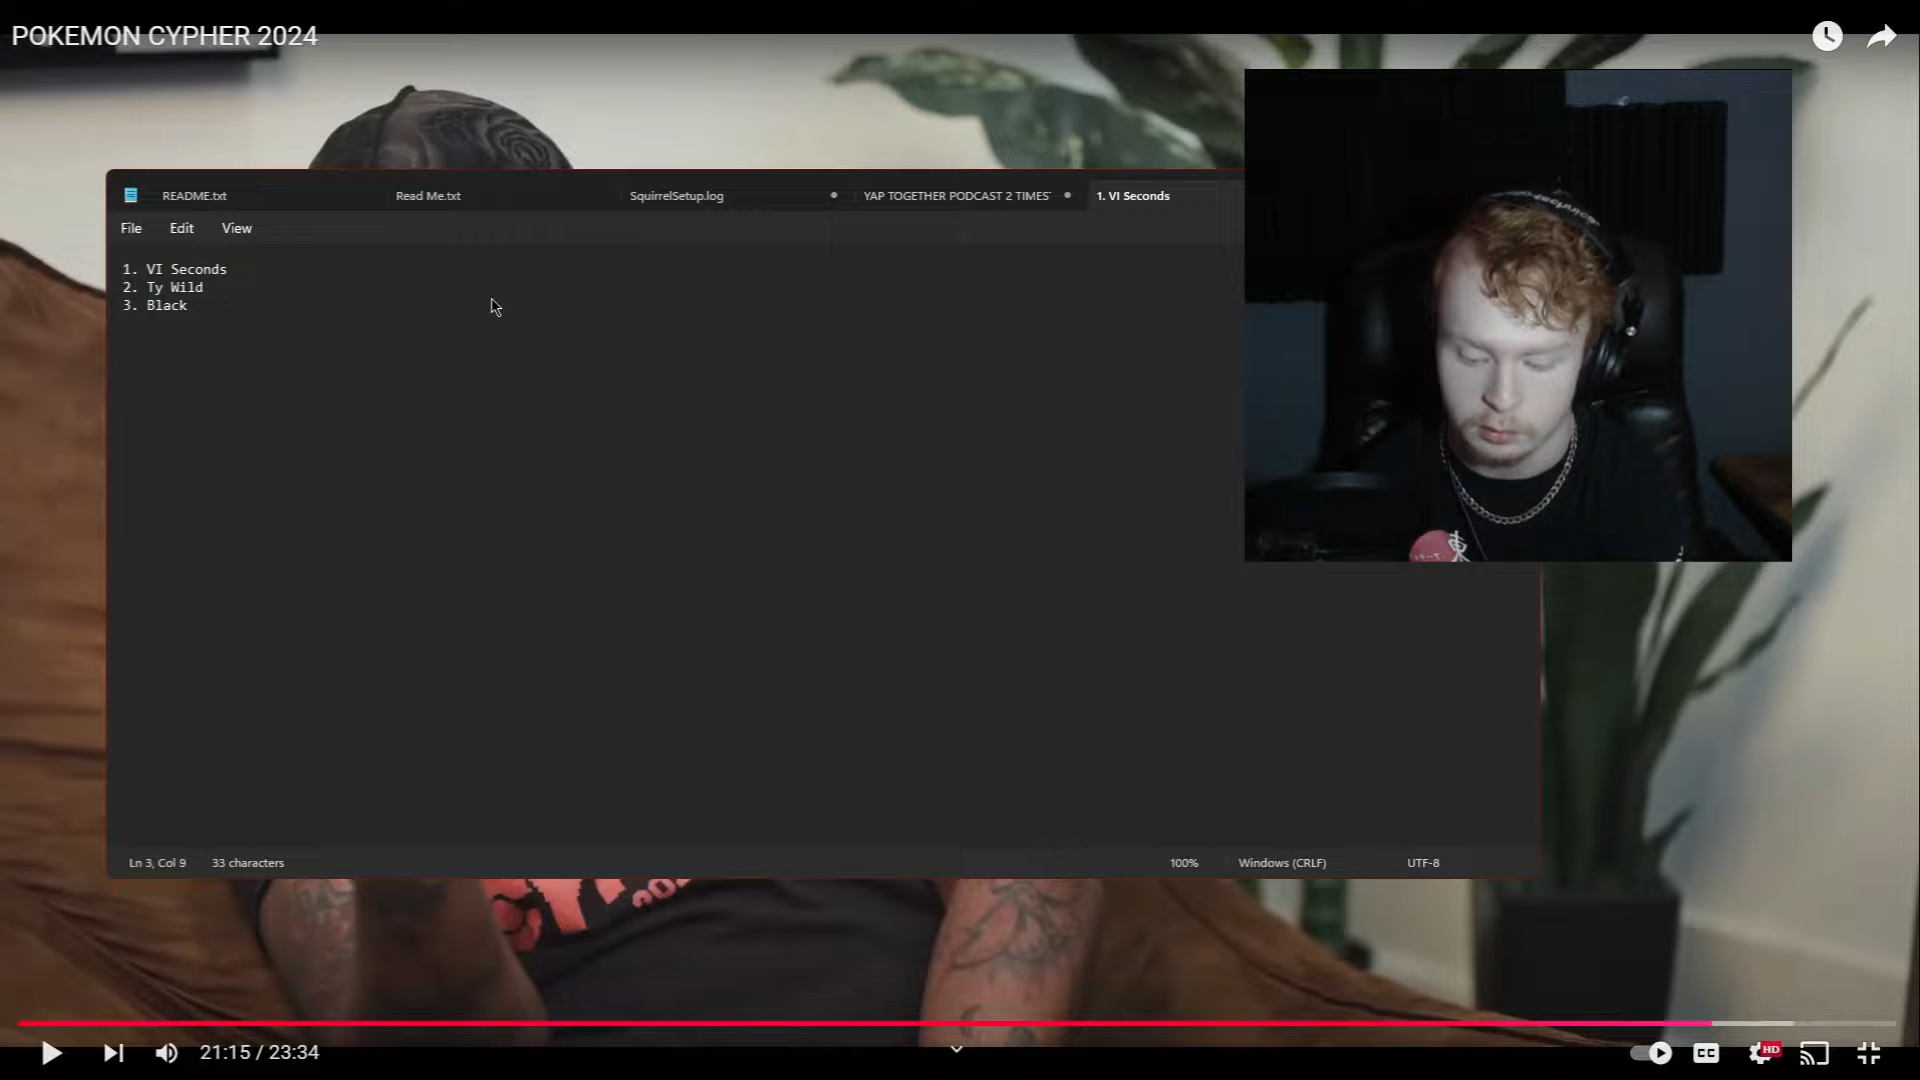 POKEMON CYPHER 2024
README.txt
Read Me.txt
SquirrelSetup.log
YAP TOGETHER PODCAST 2 TIMES
1. VI Seconds
File Edit View
1. VI Seconds
2. Ty Wild
3. Black
Ln 3, Col 9
33 characters
100%
Windows (CRLF)
UTF-8
21:15 / 23:34
CC
HD